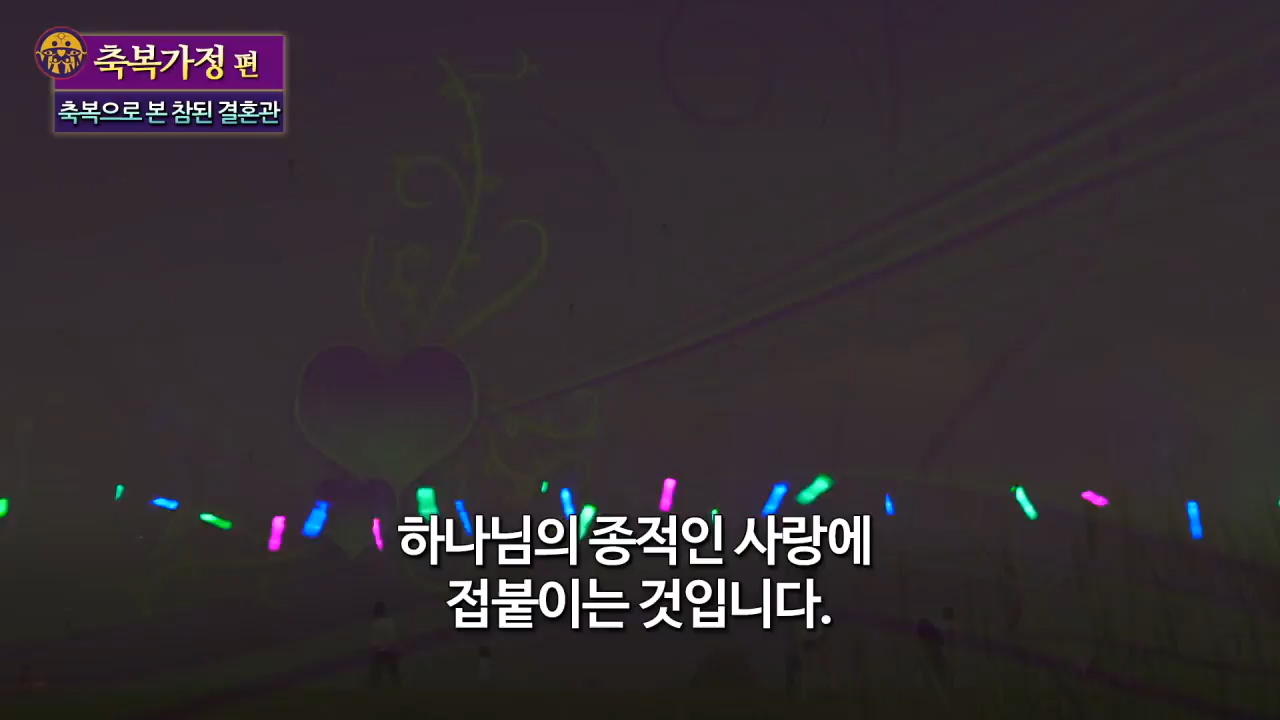 축복가정 편
축복으로 본 참된 결혼관
하나님의 종적인 사랑에
접붙이는 것입니다.